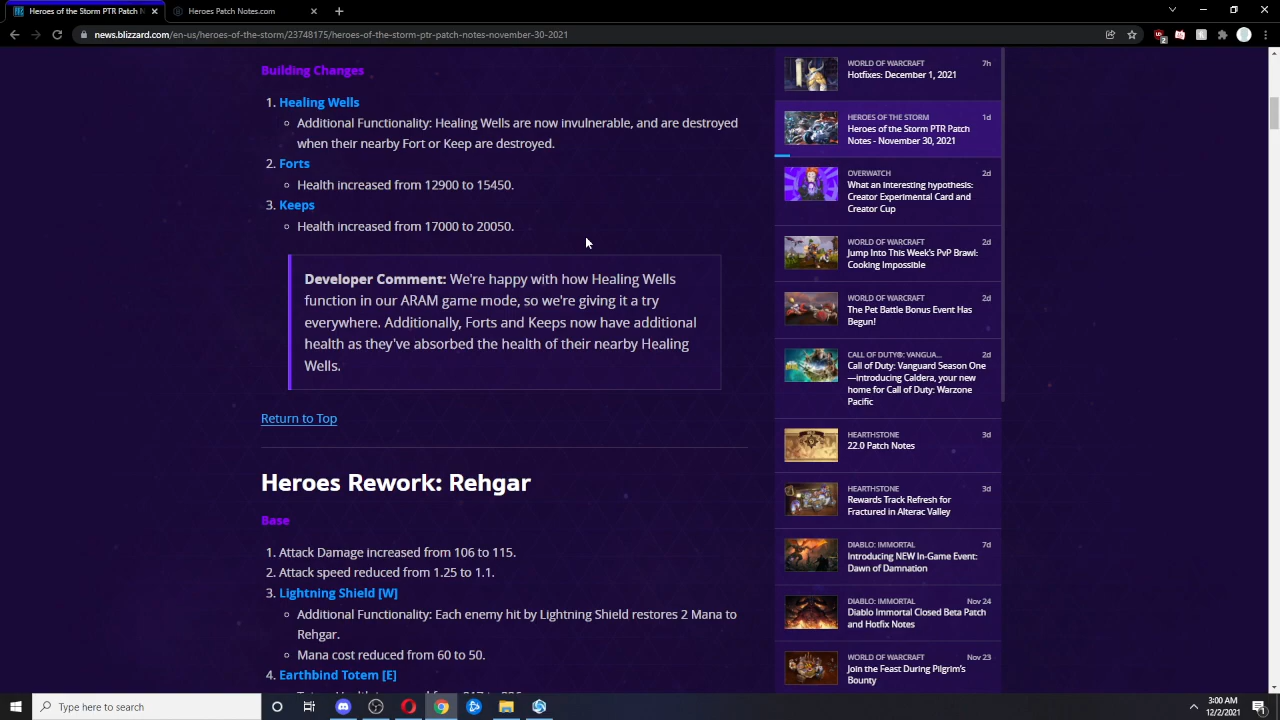 Heroes of the Storm PTR Patch N
Heroes Patch Notes.com
news.blizzard.com/en-us/heroes-of-the-storm/23748175/heroes-of-the-storm-ptr-patch-notes-november-30-2021
2
Building Changes
1. Healing Wells
Additional Functionality: Healing Wells are now invulnerable, and are destroyed
when their nearby Fort or Keep are destroyed.
2. Forts
Health increased from 12900 to 15450.
3. Keeps
Health increased from 17000 to 20050.
Developer Comment: We're happy with how Healing Wells
function in our ARAM game mode, so we're giving it a try
everywhere. Additionally, Forts and Keeps now have additional
health as they've absorbed the health of their nearby Healing
Wells.
Return to Top
Heroes Rework: Rehgar
Base
1. Attack Damage increased from 106 to 115.
2. Attack speed reduced from 1.25 to 1.1.
3. Lightning Shield [W]
Additional Functionality: Each enemy hit by Lightning Shield restores 2 Mana to
Rehgar.
Mana cost reduced from 60 to 50.
4. Earthbind Totem [E]
WORLD OF WARCRAFT 7h
Hotfixes: December 1, 2021
HEROES OF THE STORM 1d
Heroes of the Storm PTR Patch
Notes - November 30, 2021
OVERWATCH 2d
What an interesting hypothesis:
Creator Experimental Card and
Creator Cup
WORLD OF WARCRAFT 2d
Jump Into This Week's PvP Brawl:
Cooking Impossible
WORLD OF WARCRAFT 2d
The Pet Battle Bonus Event Has
Begun!
CALL OF DUTY®: VANGUA... 2d
Call of Duty: Vanguard Season One
—introducing Caldera, your new
home for Call of Duty: Warzone
Pacific
HEARTHSTONE 3d
22.0 Patch Notes
HEARTHSTONE 3d
Rewards Track Refresh for
Fractured in Alterac Valley
DIABLO: IMMORTAL 7d
Introducing NEW In-Game Event:
Dawn of Damnation
DIABLO: IMMORTAL Nov 24
Diablo Immortal Closed Beta Patch
and Hotfix Notes
WORLD OF WARCRAFT Nov 23
Join the Feast During Pilgrim's
Bounty
Type here to search
3:00 AM
12/2/2021